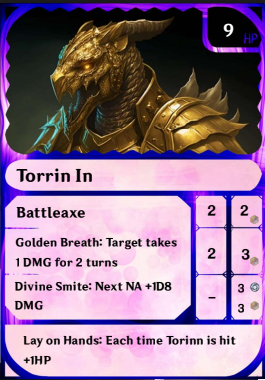 9
HP
Torrin In
Battleaxe 2 2
Golden Breath: Target takes
1 DMG for 2 turns 2 3
Divine Smite: Next NA +1D8
DMG – 3
3
Lay on Hands: Each time Torinn is hit
+1HP